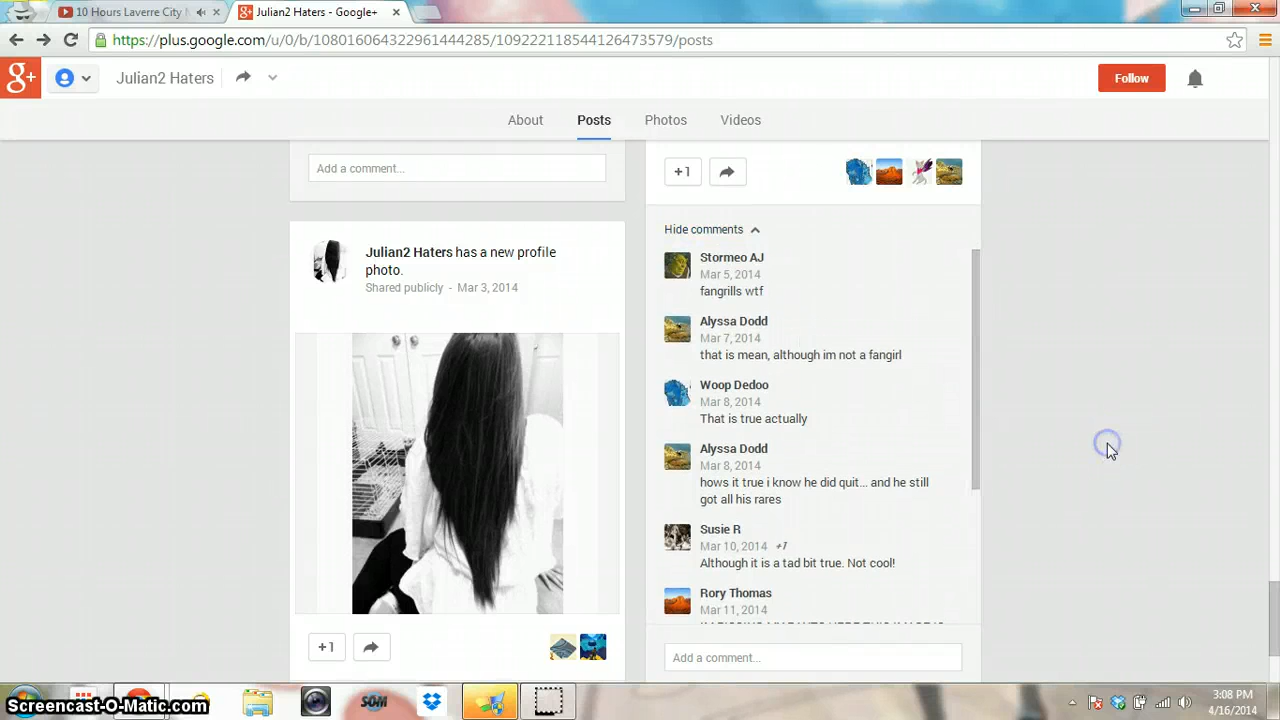 10 Hours Laverre City M
Julian2 Haters - Google+
https://plus.google.com/u/0/b/108016064322961444285/109222118544126473579/posts
g+
Julian2 Haters
Follow
About
Posts
Photos
Videos
Add a comment...
Julian2 Haters has a new profile
photo.
Shared publicly - Mar 3, 2014
+1
+1
Hide comments
Stormeo AJ
Mar 5, 2014
fangrills wtf
Alyssa Dodd
Mar 7, 2014
that is mean, although im not a fangirl
Woop Dedoo
Mar 8, 2014
That is true actually
Alyssa Dodd
Mar 8, 2014
hows it true i know he did quit... and he still
got all his rares
Susie R
Mar 10, 2014 +1
Although it is a tad bit true. Not cool!
Rory Thomas
Mar 11, 2014
Add a comment...
SOM
Screencast-O-Matic.com
3:08 PM
4/16/2014